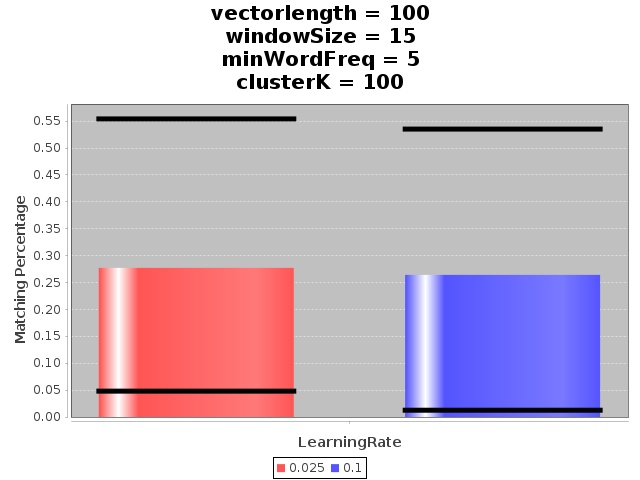 vectorlength = 100
windowSize = 15
minWordFreq = 5
clusterK = 100
Matching Percentage
0.55
0.50
0.45
0.40
0.35
0.30
0.25
0.20
0.15
0.10
0.05
0.00
LearningRate
0.025 0.1